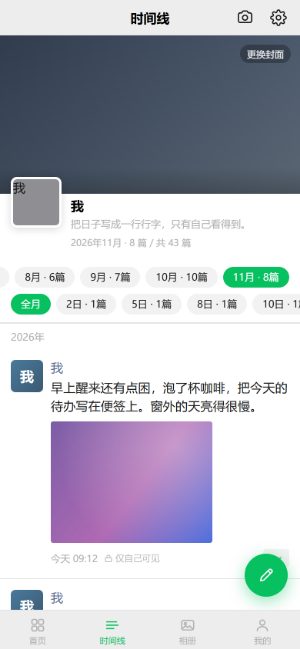 时间线
更换封面
我
我
把日子写成一行行字，只有自己看得到。
2026年11月 · 8 篇 / 共 43 篇
8月 · 6篇
9月 · 7篇
10月 · 10篇
11月 · 8篇
全月
2日 · 1篇
5日 · 1篇
8日 · 1篇
10日 · 1
2026年
我
我
早上醒来还有点困，泡了杯咖啡，把今天的
待办写在便签上。窗外的天亮得很慢。
今天 09:12
仅自己可见
我
我
首页
时间线
相册
我的